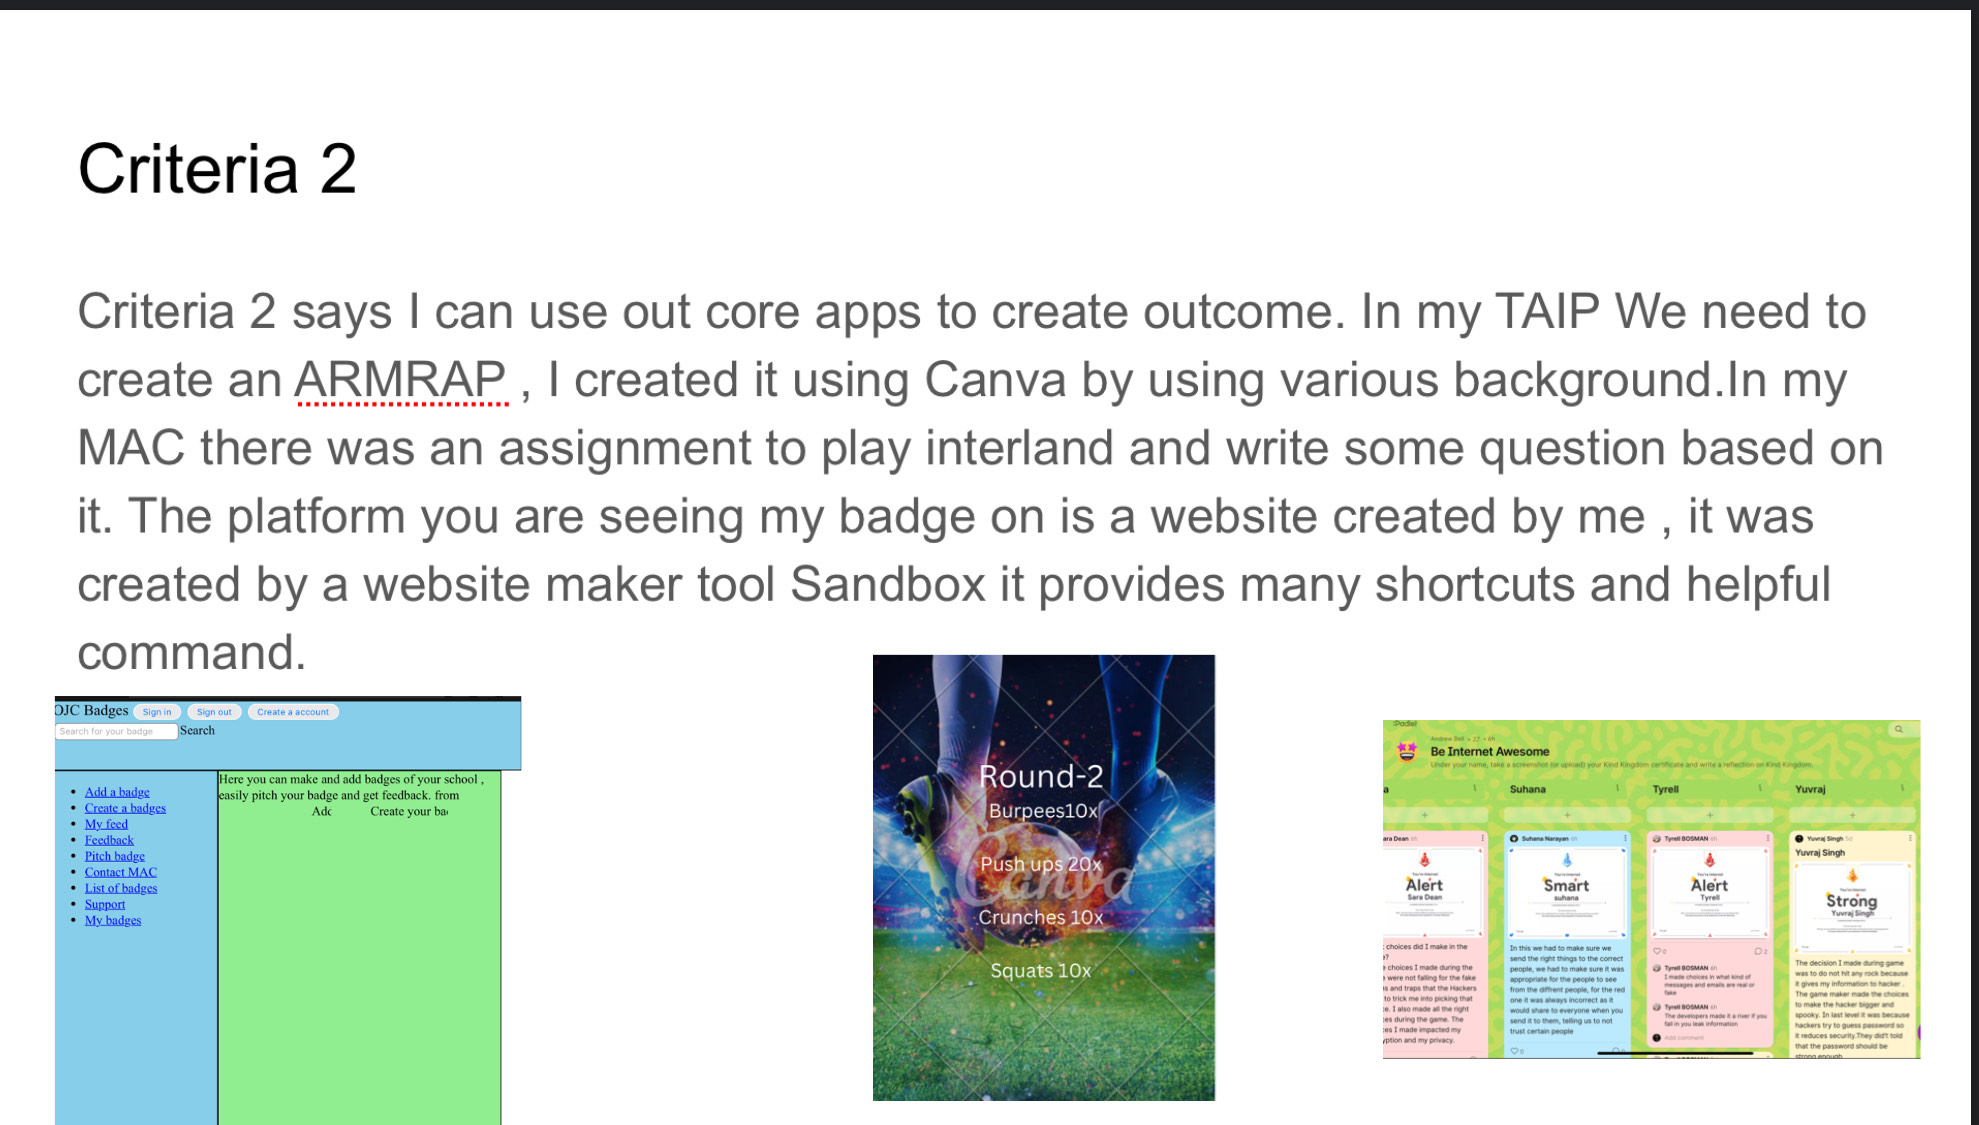 Criteria 2
Criteria 2 says I can use out core apps to create outcome. In my TAIP We need to
create an ARMRAP , I created it using Canva by using various background.In my
MAC there was an assignment to play interland and write some question based on
it. The platform you are seeing my badge on is a website created by me , it was
created by a website maker tool Sandbox it provides many shortcuts and helpful
command.
OJC Badges Sign in Sign out Create a account
Search for your badge Search
Add a badge
Create a badges
My feed
Feedback
Pitch badge
Contact MAC
List of badges
Support
My badges
Here you can make and add badges of your school ,
easily pitch your badge and get feedback. from
Create your
Round-2
Burpees10x
Push ups 20x
Crunches 10x
Squats 10x
Canva
:Padlet
Andrew Bell
Be Internet Awesome
Under your name, take a screenshot (or upload) your Kind Kingdom certificate and write a reflection on Kind Kingdom.
a
Suhana
Tyrell
Yuvraj
ara Dean 6h
Alert
Sara Dean
choices did I make in the
?
choices I made during the
were not falling for the fake
s and traps that the Hackers
to trick me into picking that
e. I also made all the right
es during the game. The
es I made impacted my
ption and my privacy.
Suhana Narayan 6h
Smart
suhana
In this we had to make sure we
send the right things to the correct
people, we had to make sure it was
appropriate for the people to see
from the diffrent people, for the red
one it was always incorrect as it
would share to everyone when you
send it to them, telling us to not
trust certain people
0
Tyrell BOSMAN 6h
Alert
Tyrell
0 2
Tyrell BOSMAN 6h
I made choices in what kind of
messages and emails are real or
fake
Tyrell BOSMAN 6h
The developers made it a river if you
fall in you leak information
Add comment
Yuvraj Singh 5d
Yuvraj Singh
Strong
Yuvraj Singh
The decision I made during game
was to do not hit any rock because
it gives my information to hacker .
The game maker made the choices
to make the hacker bigger and
spooky. In last level it was because
hackers try to guess password so
it reduces security.They did't told
that the password should be
strong enough